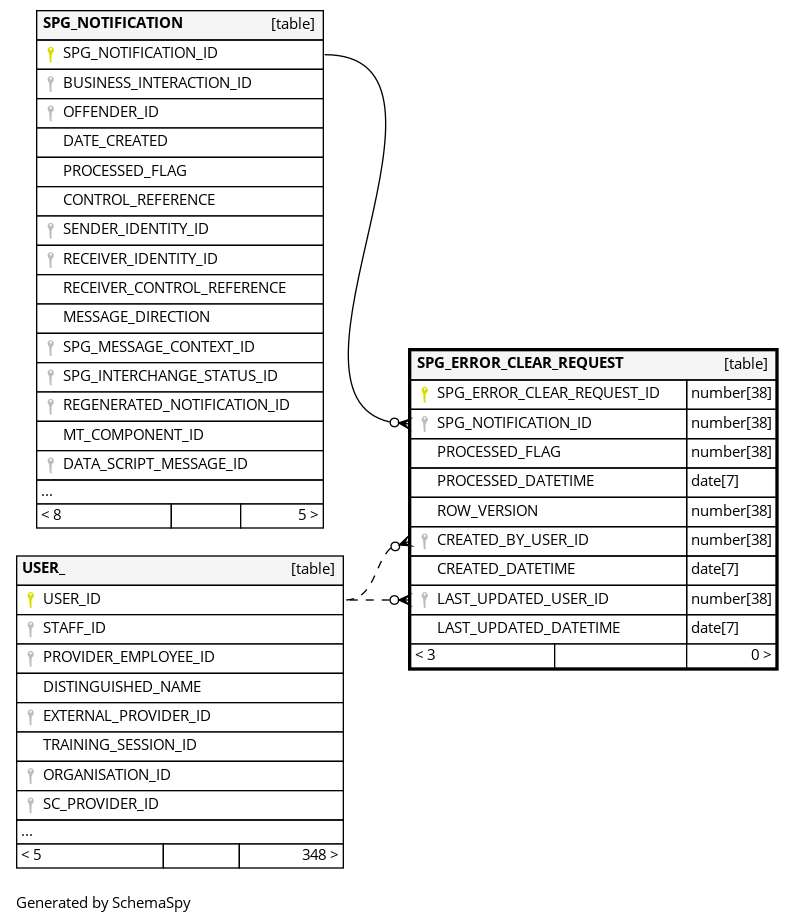 SPG_NOTIFICATION [table]
SPG_NOTIFICATION_ID
BUSINESS_INTERACTION_ID
OFFENDER_ID
DATE_CREATED
PROCESSED_FLAG
CONTROL_REFERENCE
SENDER_IDENTITY_ID
RECEIVER_IDENTITY_ID
RECEIVER_CONTROL_REFERENCE
MESSAGE_DIRECTION
SPG_MESSAGE_CONTEXT_ID
SPG_INTERCHANGE_STATUS_ID
REGENERATED_NOTIFICATION_ID
MT_COMPONENT_ID
DATA_SCRIPT_MESSAGE_ID
...
< 8 5 >
SPG_ERROR_CLEAR_REQUEST [table]
SPG_ERROR_CLEAR_REQUEST_ID number[38]
SPG_NOTIFICATION_ID number[38]
PROCESSED_FLAG number[38]
PROCESSED_DATETIME date[7]
ROW_VERSION number[38]
CREATED_BY_USER_ID number[38]
CREATED_DATETIME date[7]
LAST_UPDATED_USER_ID number[38]
LAST_UPDATED_DATETIME date[7]
< 3 0 >
USER_ [table]
USER_ID
STAFF_ID
PROVIDER_EMPLOYEE_ID
DISTINGUISHED_NAME
EXTERNAL_PROVIDER_ID
TRAINING_SESSION_ID
ORGANISATION_ID
SC_PROVIDER_ID
...
< 5 348 >
Generated by SchemaSpy